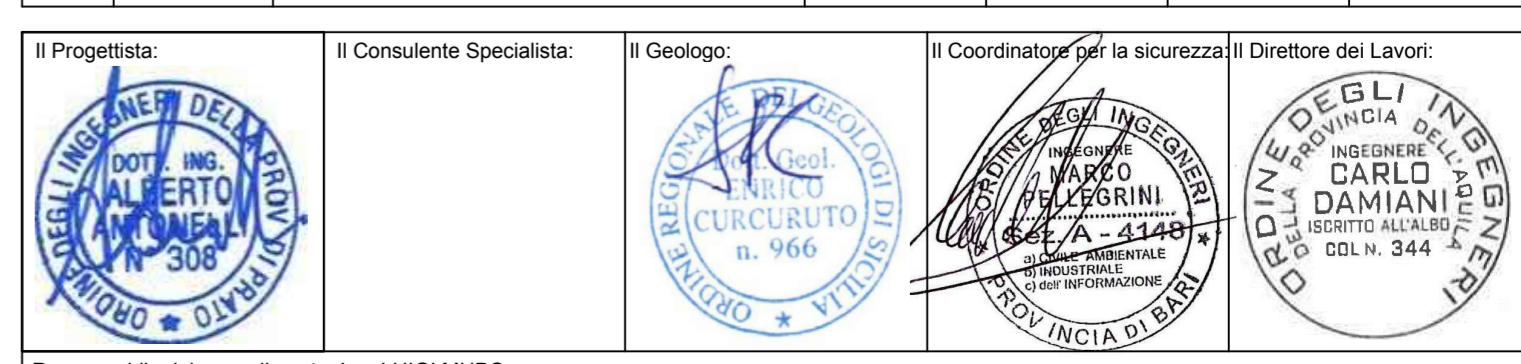 Il Progettista:
ORDINE DEGLI INGEGNERI DELLA PROV. DI PRATO
DOTT. ING.
ALBERTO
ANTONELLI
N° 308
Il Consulente Specialista:
Il Geologo:
ORDINE REGIONALE DEI GEOLOGI DI SICILIA
Dott. Geol.
ENRICO
CURCURUTO
n. 966
Il Coordinatore per la sicurezza:
ORDINE DEGLI INGEGNERI
PROVINCIA DI BARI
INGEGNERE
MARCO
PELLEGRINI
Sez. A - 4148
a) CIVILE AMBIENTALE
b) INDUSTRIALE
c) dell' INFORMAZIONE
Il Direttore dei Lavori:
ORDINE DEGLI INGEGNERI
DELLA PROVINCIA DELL'AQUILA
INGEGNERE
CARLO
DAMIANI
ISCRITTO ALL'ALBO
COL N. 344